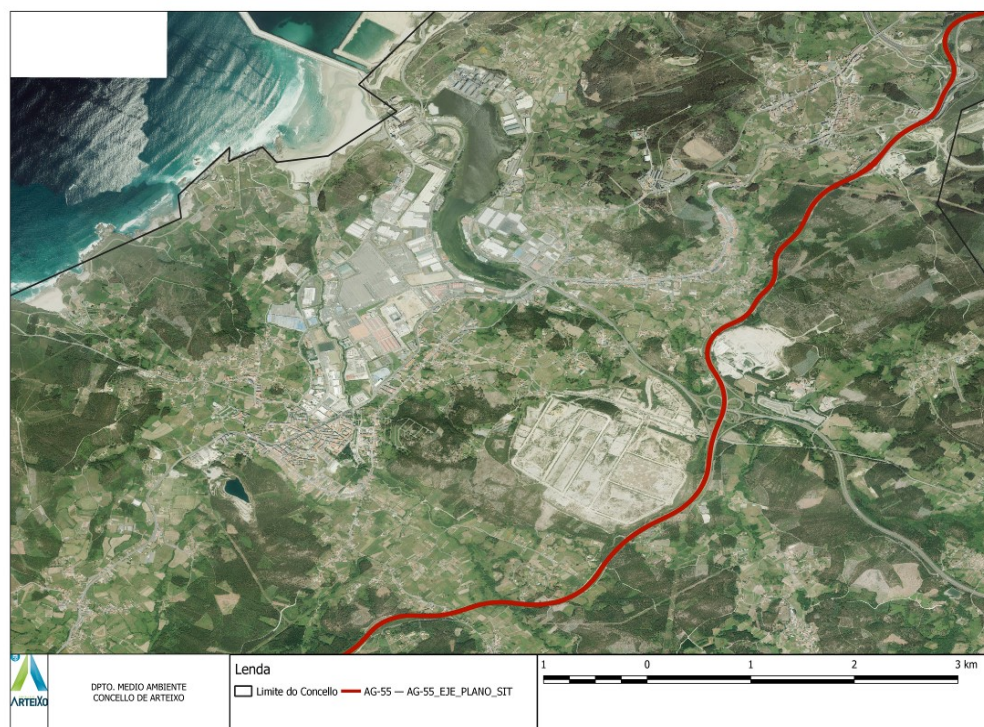 ARTEIXO
DPTO. MEDIO AMBIENTE
CONCELLO DE ARTEIXO
Lenda
Limite do Concello AG-55 — AG-55_EJE_PLANO_SIT
1 0 1 2 3 km